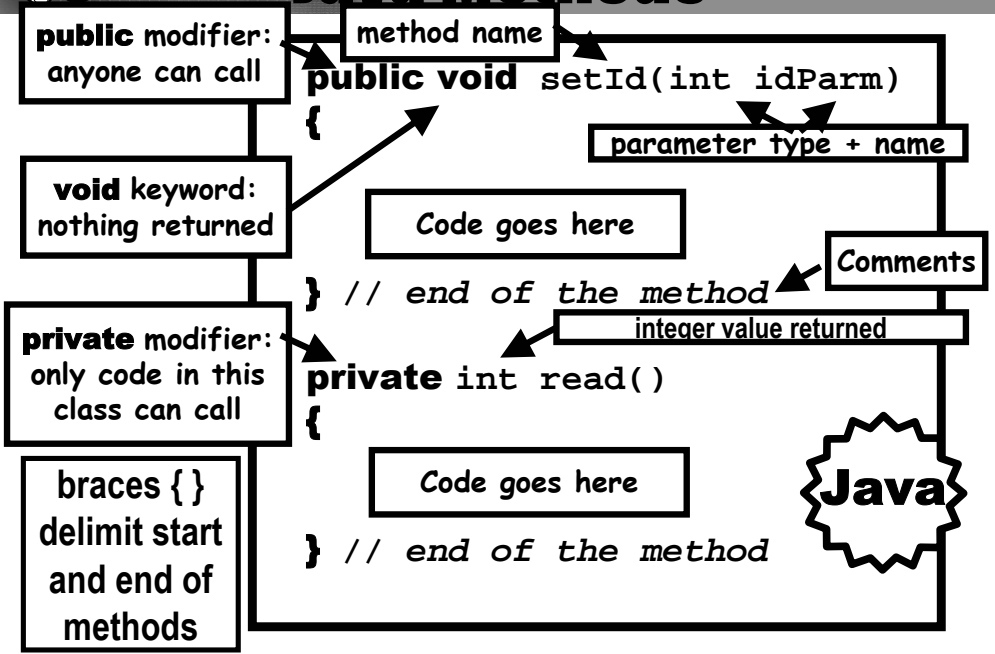 public modifier:
anyone can call
method name
public void setId(int idParm)
{
parameter type + name
void keyword:
nothing returned
Code goes here
Comments
} // end of the method
integer value returned
private modifier:
only code in this
class can call
private int read()
{
braces { }
delimit start
and end of
methods
Code goes here
Java
} // end of the method